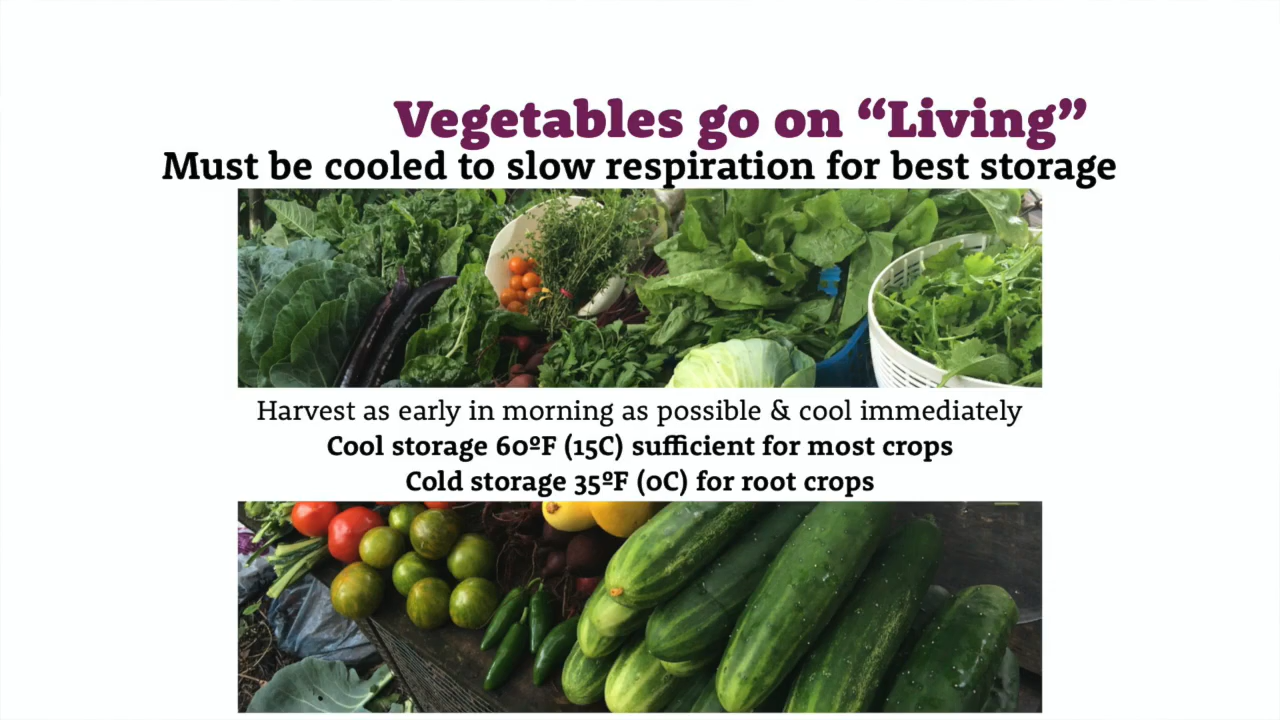 Vegetables go on “Living”
Must be cooled to slow respiration for best storage
Harvest as early in morning as possible & cool immediately
Cool storage 60ºF (15C) sufficient for most crops
Cold storage 35ºF (0C) for root crops